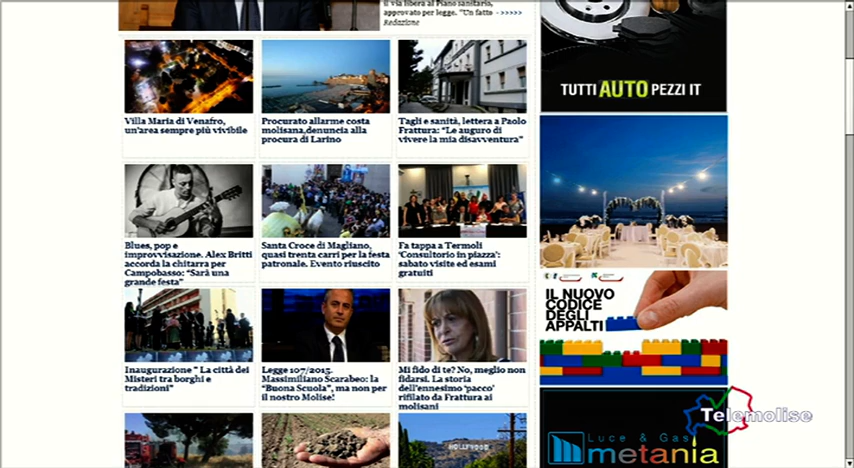 il via libera al Piano sanitario,
approvato per legge. "Un fatto ->>>>>
Redazione
TUTTI AUTO PEZZI IT
Villa Maria di Venafro,
un'area sempre più vivibile
Procurato allarme costa
molisana,denuncia alla
procura di Larino
Tagli e sanità, lettera a Paolo
Frattura: "Le auguro di
vivere la mia disavventura"
Blues, pop e
improvvisazione. Alex Britti
accorda la chitarra per
Campobasso: "Sarà una
grande festa"
Santa Croce di Magliano,
quasi trenta carri per la festa
patronale. Evento riuscito
Fa tappa a Termoli
'Consultorio in piazza':
sabato visite ed esami
gratuiti
IL NUOVO
CODICE
DEGLI
APPALTI
Inaugurazione " La città dei
Misteri tra borghi e
tradizioni"
Legge 107/2015.
Massimiliano Scarabeo: la
"Buona Scuola", ma non per
il nostro Molise!
Mi fido di te? No, meglio non
fidarsi. La storia
dell'ennesimo 'pacco'
rifilato da Frattura ai
molisani
Telemolise
HOLLYWOOD
Luce & Gas
metania